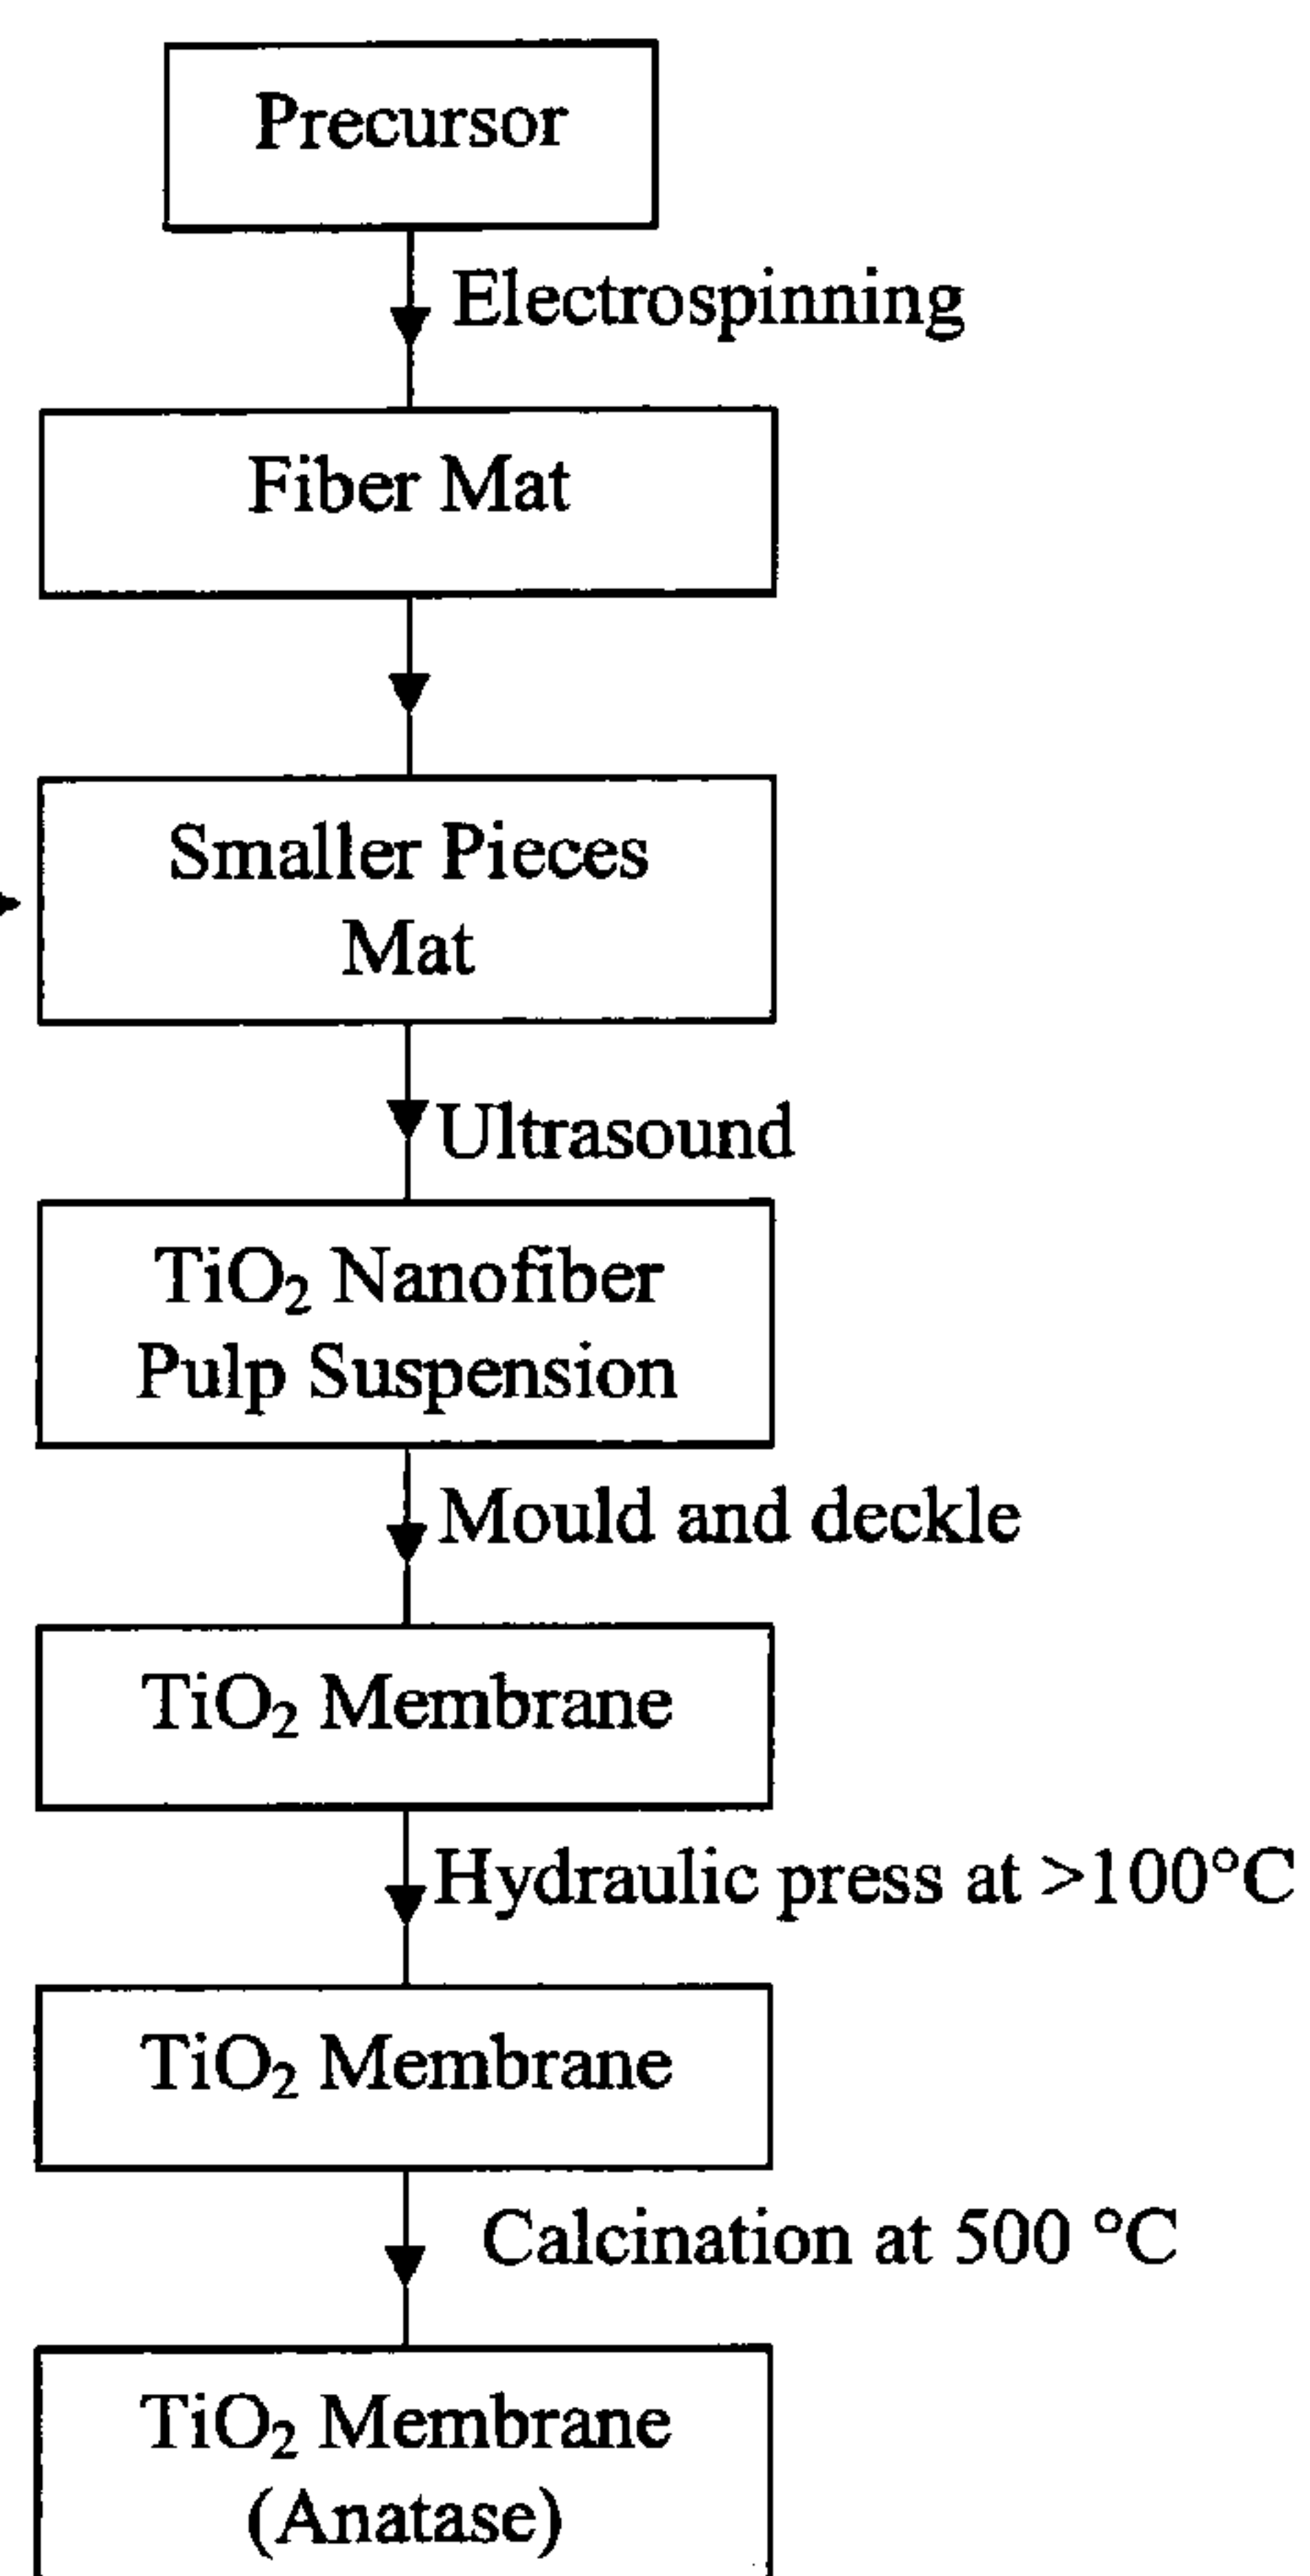 Precursor
Electrospinning
Fiber Mat
Smaller Pieces
Mat
Ultrasound
TiO₂ Nanofiber
Pulp Suspension
Mould and deckle
TiO₂ Membrane
Hydraulic press at >100°C
TiO₂ Membrane
Calcination at 500 °C
TiO₂ Membrane
(Anatase)